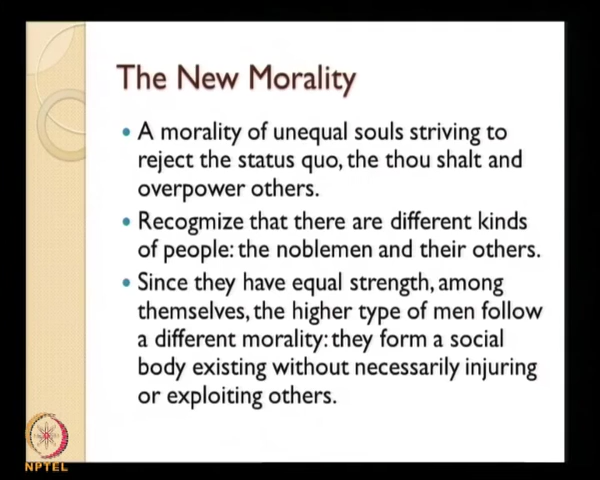 The New Morality
• A morality of unequal souls striving to
reject the status quo, the thou shalt and
overpower others.
• Recogmize that there are different kinds
of people: the noblemen and their others.
• Since they have equal strength, among
themselves, the higher type of men follow
a different morality: they form a social
body existing without necessarily injuring
or exploiting others.
NPTEL